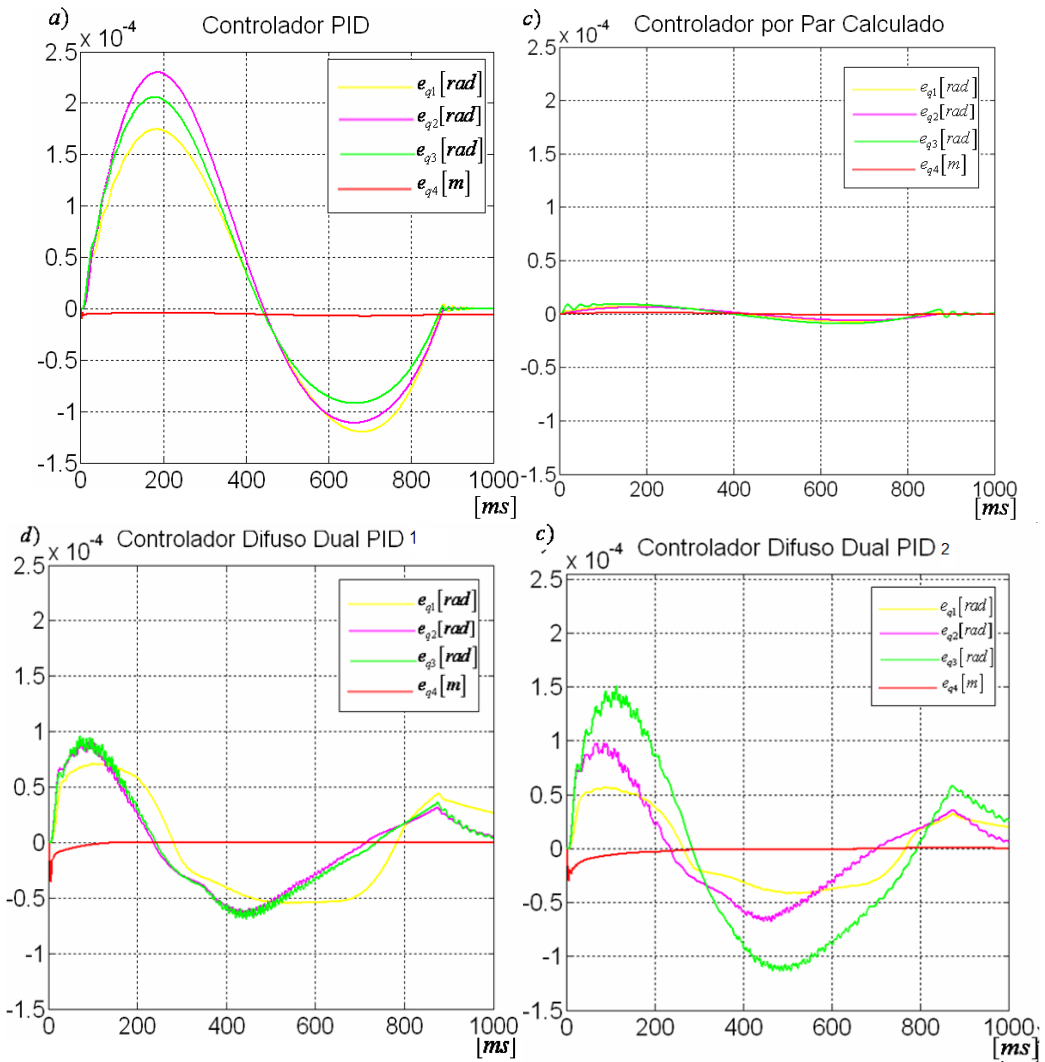 a)
Controlador PID
× 10⁻⁴
2.5
2
1.5
1
0.5
0
-0.5
-1
-1.5
0 200 400 600 800 1000
[ms]
e_q1 [rad]
e_q2 [rad]
e_q3 [rad]
e_q4 [m]
c)
Controlador por Par Calculado
× 10⁻⁴
2.5
2
1.5
1
0.5
0
-0.5
-1
-1.5
0 200 400 600 800 1000
[ms]
e_q1 [rad]
e_q2 [rad]
e_q3 [rad]
e_q4 [m]
d)
Controlador Difuso Dual PID 1
× 10⁻⁴
2.5
2
1.5
1
0.5
0
-0.5
-1
-1.5
0 200 400 600 800 1000
[ms]
e_q1 [rad]
e_q2 [rad]
e_q3 [rad]
e_q4 [m]
c)
Controlador Difuso Dual PID 2
× 10⁻⁴
2.5
2
1.5
1
0.5
0
-0.5
-1
-1.5
0 200 400 600 800 1000
[ms]
e_q1 [rad]
e_q2 [rad]
e_q3 [rad]
e_q4 [m]